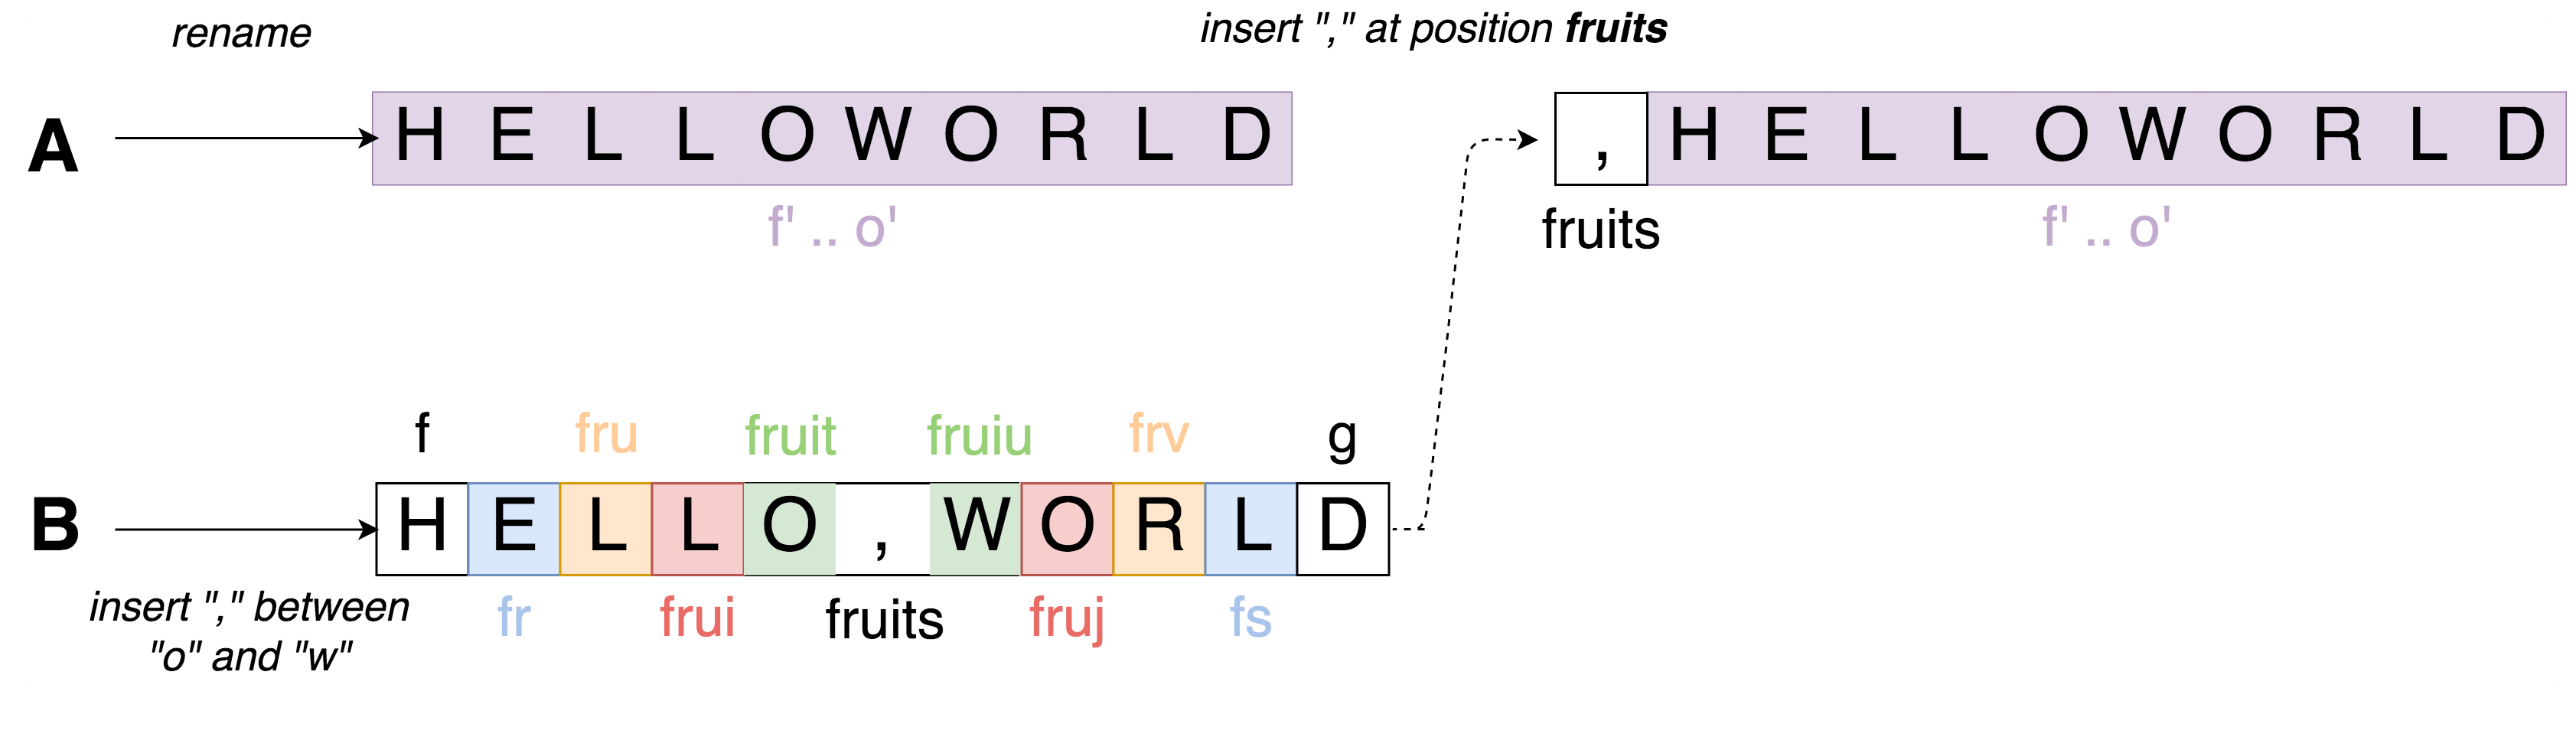 rename
insert "," at position fruits
A
H E L L O W O R L D
, H E L L O W O R L D
f' .. o'
fruits
f' .. o'
f fru fruit fruiu frv g
B
H E L L O , W O R L D
fr frui fruits fruj fs
insert "," between
"o" and "w"